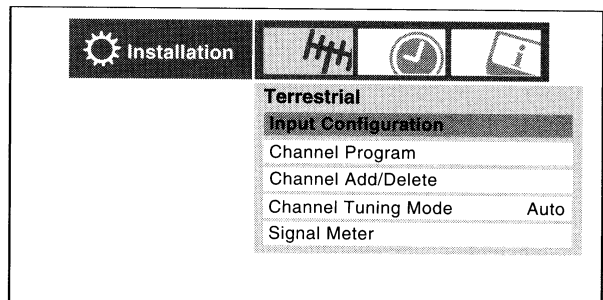 Installation
Terrestrial
Input Configuration
Channel Program
Channel Add/Delete
Channel Tuning Mode Auto
Signal Meter